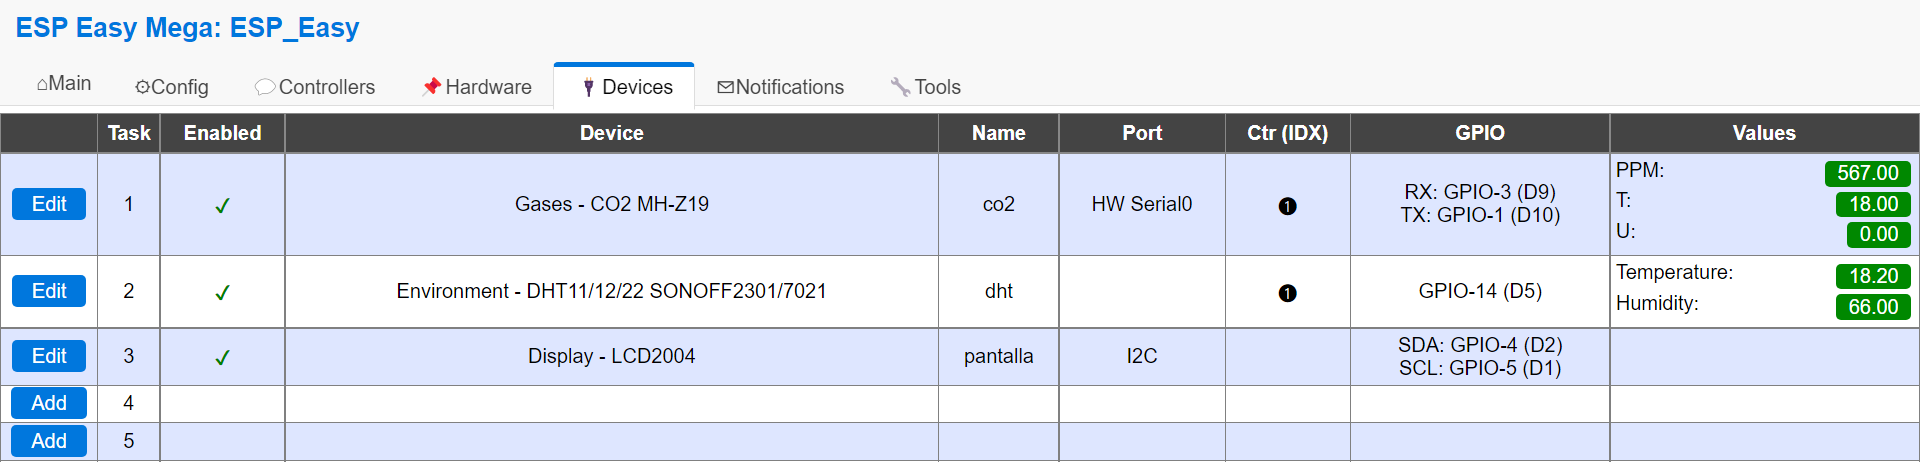 ESP Easy Mega: ESP_Easy
⌂Main ⚙Config Controllers Hardware Devices Notifications Tools
Task Enabled Device Name Port Ctr (IDX) GPIO Values
Edit 1 ✓ Gases - CO2 MH-Z19 co2 HW Serial0 ❶ RX: GPIO-3 (D9)
TX: GPIO-1 (D10)
PPM: 567.00
T: 18.00
U: 0.00
Edit 2 ✓ Environment - DHT11/12/22 SONOFF2301/7021 dht ❶ GPIO-14 (D5)
Temperature: 18.20
Humidity: 66.00
Edit 3 ✓ Display - LCD2004 pantalla I2C SDA: GPIO-4 (D2)
SCL: GPIO-5 (D1)
Add 4
Add 5